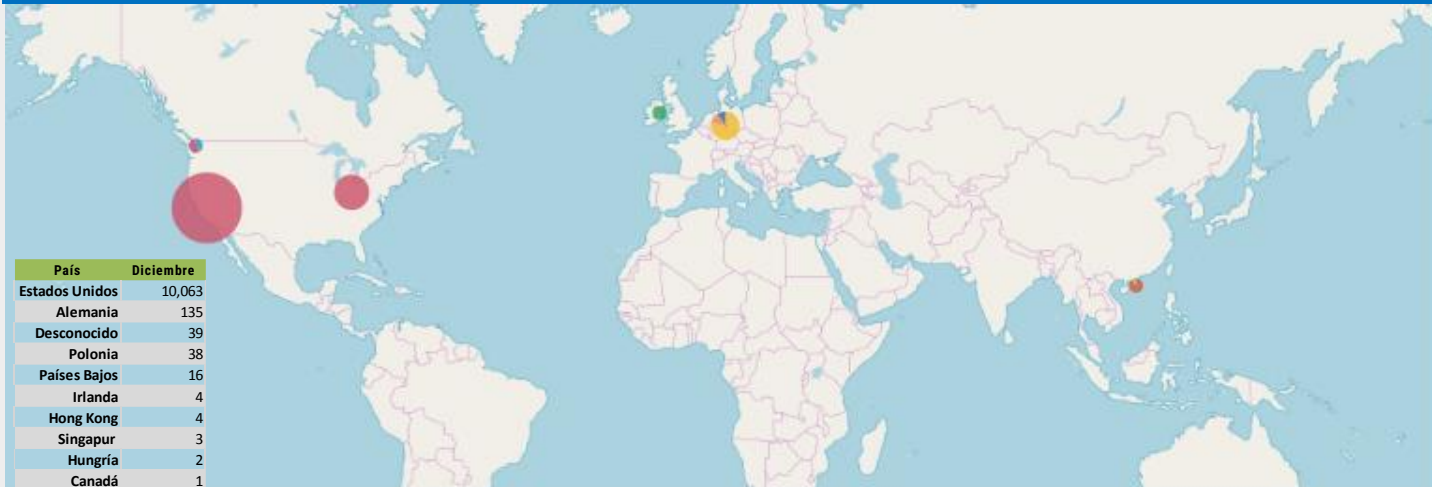 País Diciembre
Estados Unidos 10,063
Alemania 135
Desconocido 39
Polonia 38
Países Bajos 16
Irlanda 4
Hong Kong 4
Singapur 3
Hungría 2
Canadá 1